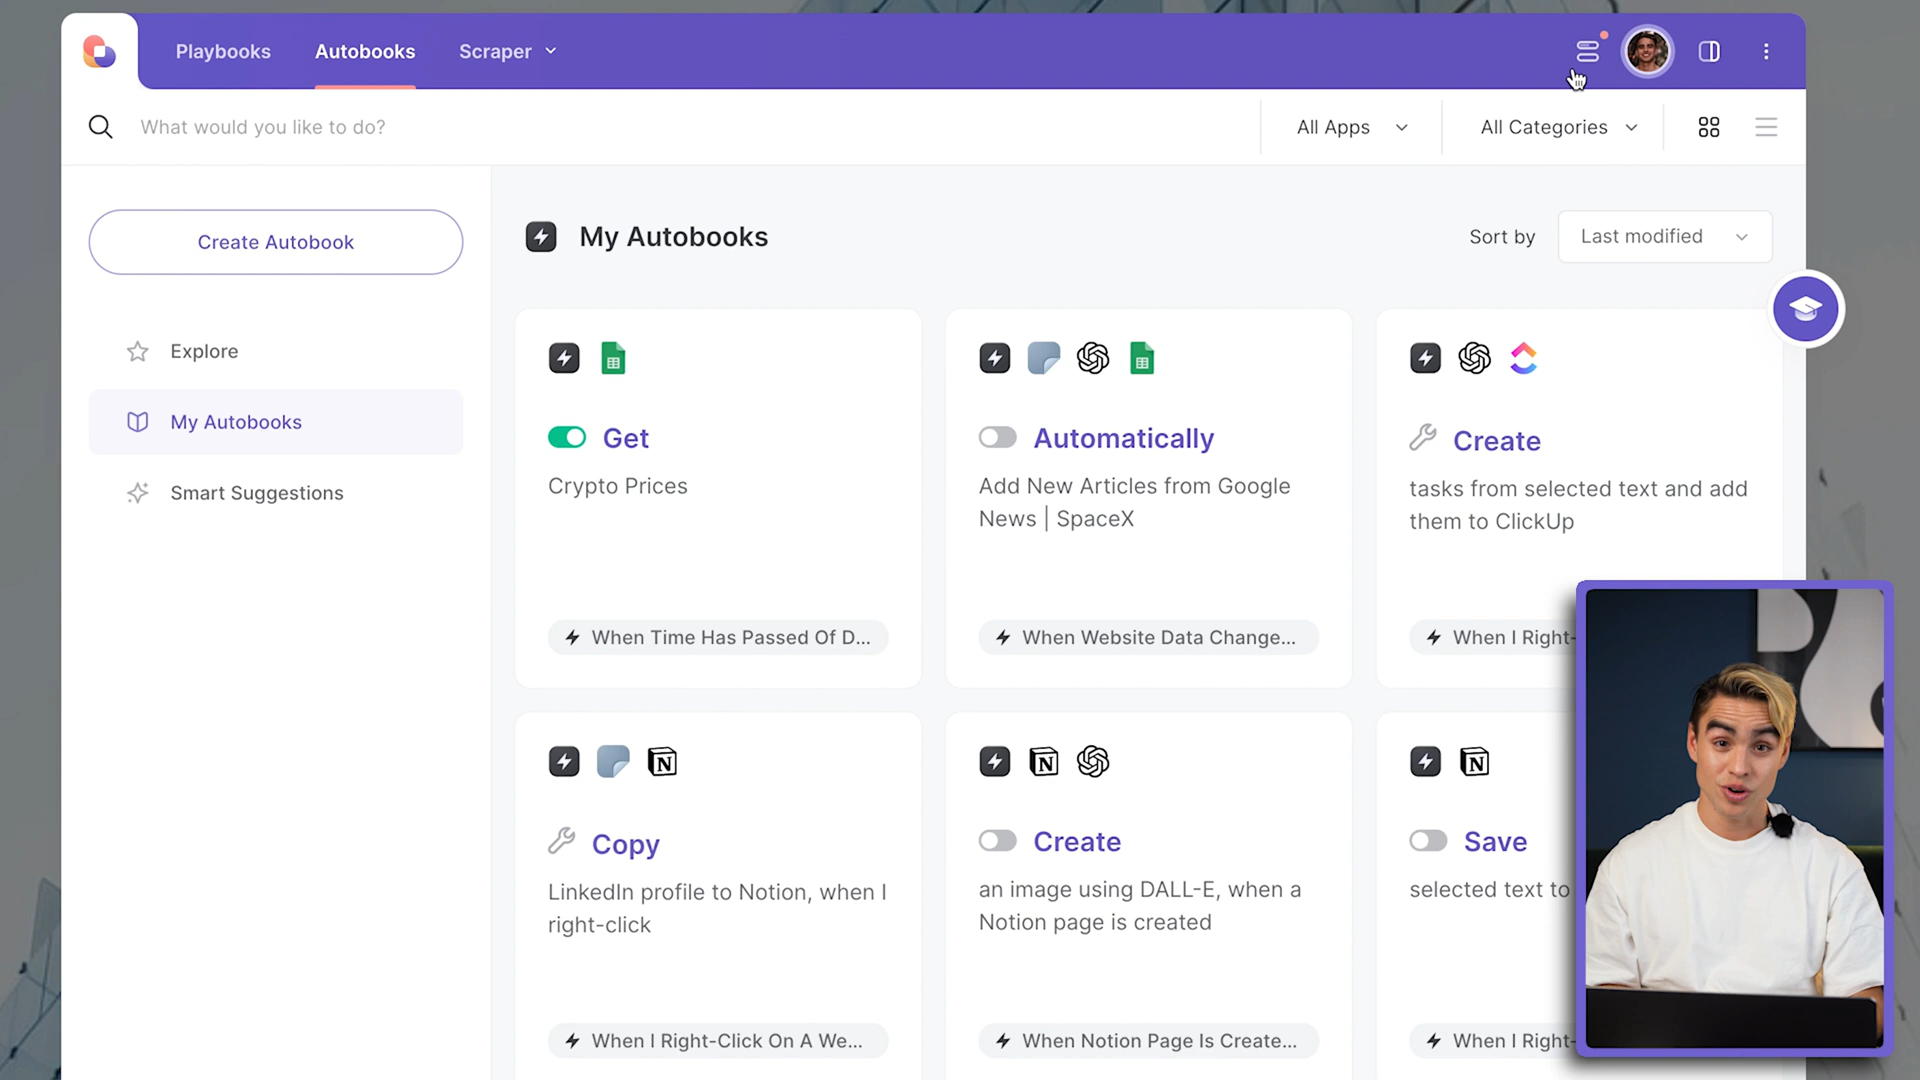 Playbooks
Autobooks
Scraper
What would you like to do?
All Apps
All Categories
Create Autobook
Explore
My Autobooks
Smart Suggestions
My Autobooks
Sort by
Last modified
Get
Crypto Prices
When Time Has Passed Of D...
Automatically
Add New Articles from Google
News | SpaceX
When Website Data Change...
Create
tasks from selected text and add
them to ClickUp
When I Right-
Copy
LinkedIn profile to Notion, when I
right-click
When I Right-Click On A We...
Create
an image using DALL-E, when a
Notion page is created
When Notion Page Is Create...
Save
selected text to
When I Right-